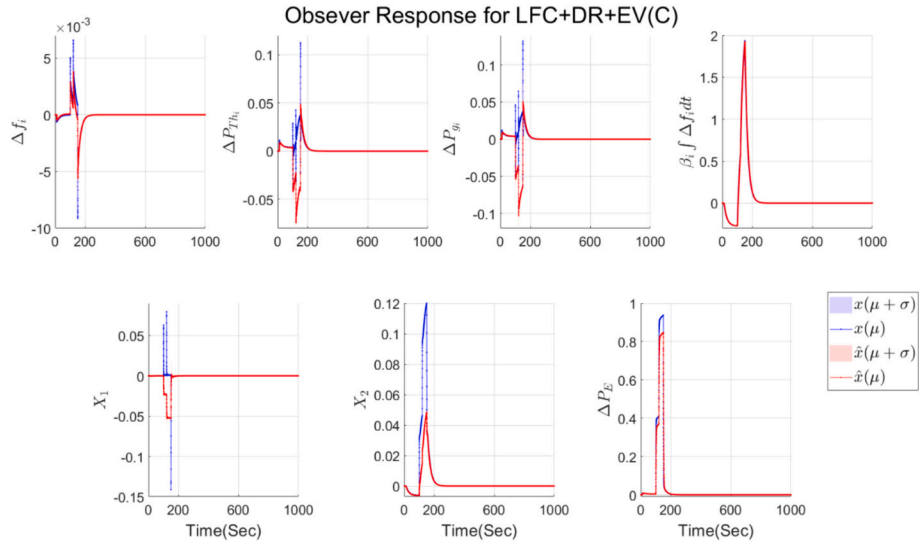 Obsever Response for LFC+DR+EV(C)
×10⁻³
5
0
-5
-10
Δf_i
0 200 600 1000
0.1
0.05
0
-0.05
ΔP_{Th_i}
0 200 600 1000
0.1
0.05
0
-0.05
-0.1
ΔP_{g_i}
0 200 600 1000
2
1.5
1
0.5
0
β_i ∫ Δf_i dt
0 200 600 1000
0.05
0
-0.05
-0.1
-0.15
X_1
0 200 600 1000
Time(Sec)
0.12
0.1
0.08
0.06
0.04
0.02
0
X_2
0 200 600 1000
Time(Sec)
1
0.8
0.6
0.4
0.2
0
ΔP_E
0 200 600 1000
Time(Sec)
x(μ + σ)
x(μ)
x̂(μ + σ)
x̂(μ)